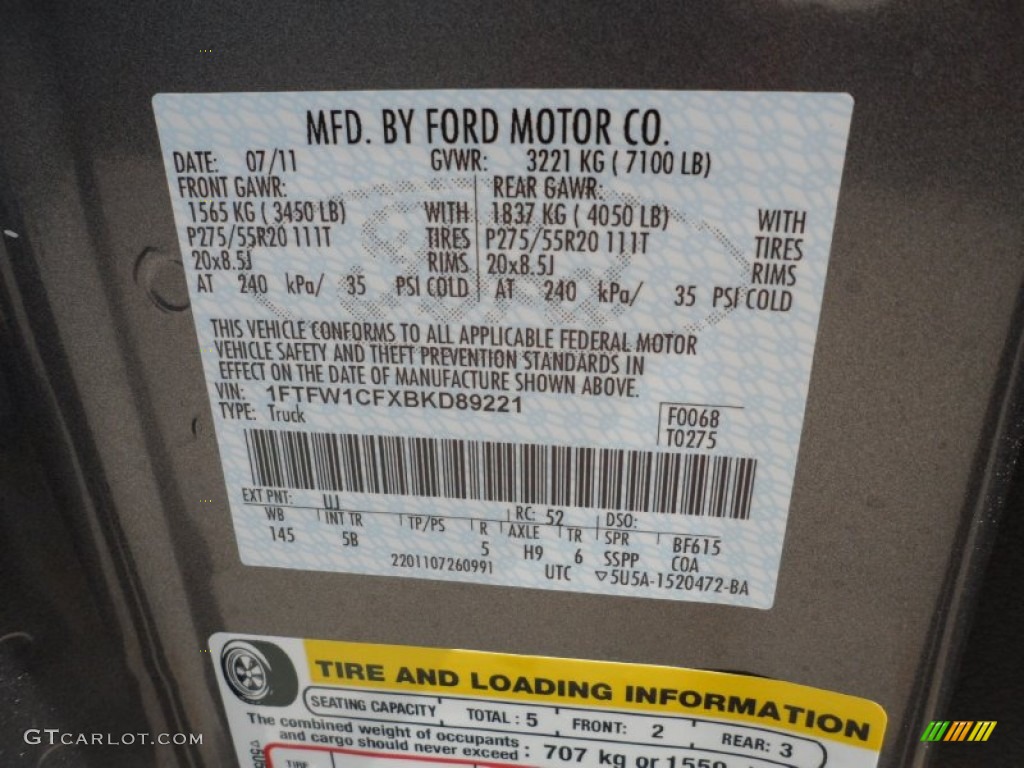 MFD. BY FORD MOTOR CO.
DATE: 07/11 GVWR: 3221 KG ( 7100 LB)
FRONT GAWR: REAR GAWR:
1565 KG ( 3450 LB) WITH 1837 KG ( 4050 LB) WITH
P275/55R20 111T TIRES P275/55R20 111T TIRES
20x8.5J RIMS 20x8.5J RIMS
AT 240 kPa/ 35 PSI COLD AT 240 kPa/ 35 PSI COLD
THIS VEHICLE CONFORMS TO ALL APPLICABLE FEDERAL MOTOR
VEHICLE SAFETY AND THEFT PREVENTION STANDARDS IN
EFFECT ON THE DATE OF MANUFACTURE SHOWN ABOVE.
VIN: 1FTFW1CFXBKD89221
TYPE: Truck
F0068
T0275
EXT PNT: UJ RC: 52 DSO:
WB INT TR TP/PS R AXLE TR SPR BF615
145 5B 5 H9 6 SSPP COA
2201107260991 UTC ▽5U5A-1520472-BA
TIRE AND LOADING INFORMATION
SEATING CAPACITY TOTAL: 5 FRONT: 2 REAR: 3
The combined weight of occupants
and cargo should never exceed: 707 kg or 1559
TIRE
GTCarlot.com